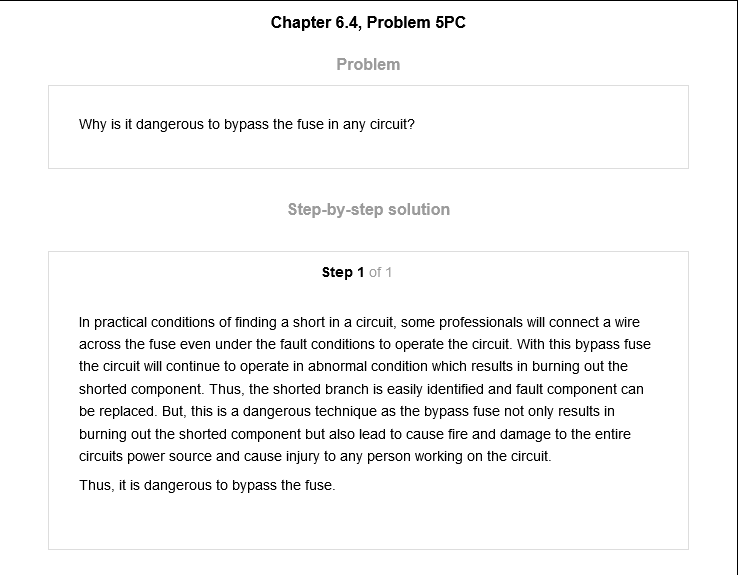 Chapter 6.4, Problem 5PC
Problem
Why is it dangerous to bypass the fuse in any circuit?
Step-by-step solution
Step 1 of 1
In practical conditions of finding a short in a circuit, some professionals will connect a wire
across the fuse even under the fault conditions to operate the circuit. With this bypass fuse
the circuit will continue to operate in abnormal condition which results in burning out the
shorted component. Thus, the shorted branch is easily identified and fault component can
be replaced. But, this is a dangerous technique as the bypass fuse not only results in
burning out the shorted component but also lead to cause fire and damage to the entire
circuits power source and cause injury to any person working on the circuit.
Thus, it is dangerous to bypass the fuse.